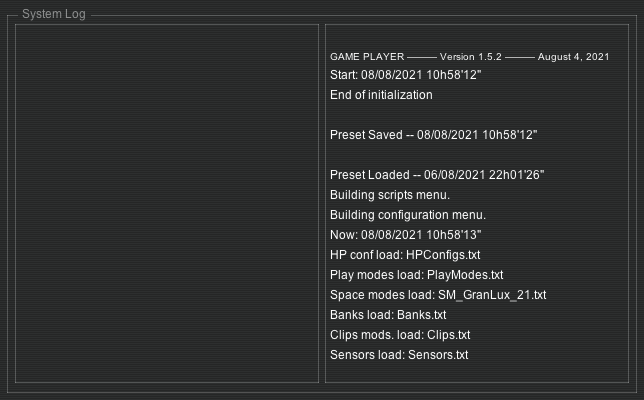 System Log
GAME PLAYER ——— Version 1.5.2 ——— August 4, 2021
Start: 08/08/2021 10h58'12"
End of initialization
Preset Saved -- 08/08/2021 10h58'12"
Preset Loaded -- 06/08/2021 22h01'26"
Building scripts menu.
Building configuration menu.
Now: 08/08/2021 10h58'13"
HP conf load: HPConfigs.txt
Play modes load: PlayModes.txt
Space modes load: SM_GranLux_21.txt
Banks load: Banks.txt
Clips mods. load: Clips.txt
Sensors load: Sensors.txt